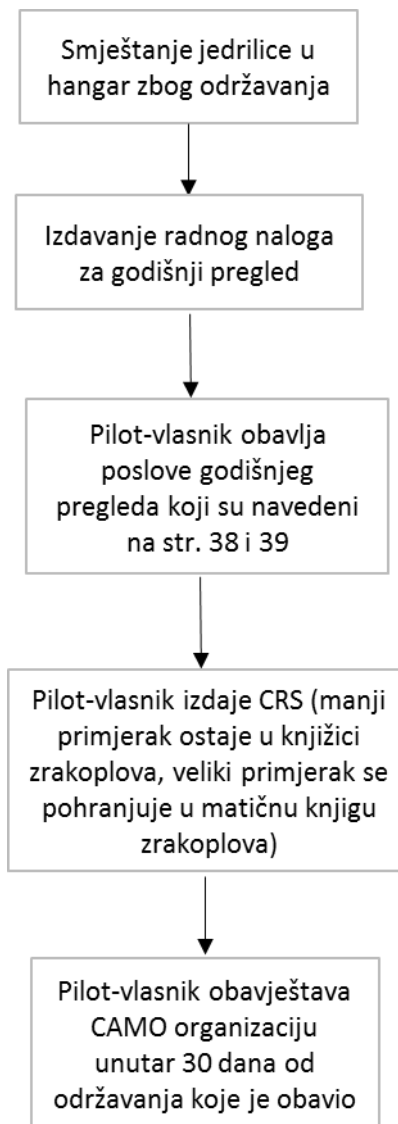 Smještanje jedrilice u
hangar zbog održavanja
Izdavanje radnog naloga
za godišnji pregled
Pilot-vlasnik obavlja
poslove godišnjeg
pregleda koji su navedeni
na str. 38 i 39
Pilot-vlasnik izdaje CRS (manji
primjerak ostaje u knjižici
zrakoplova, veliki primjerak se
pohranjuje u matičnu knjigu
zrakoplova)
Pilot-vlasnik obavještava
CAMO organizaciju
unutar 30 dana od
održavanja koje je obavio